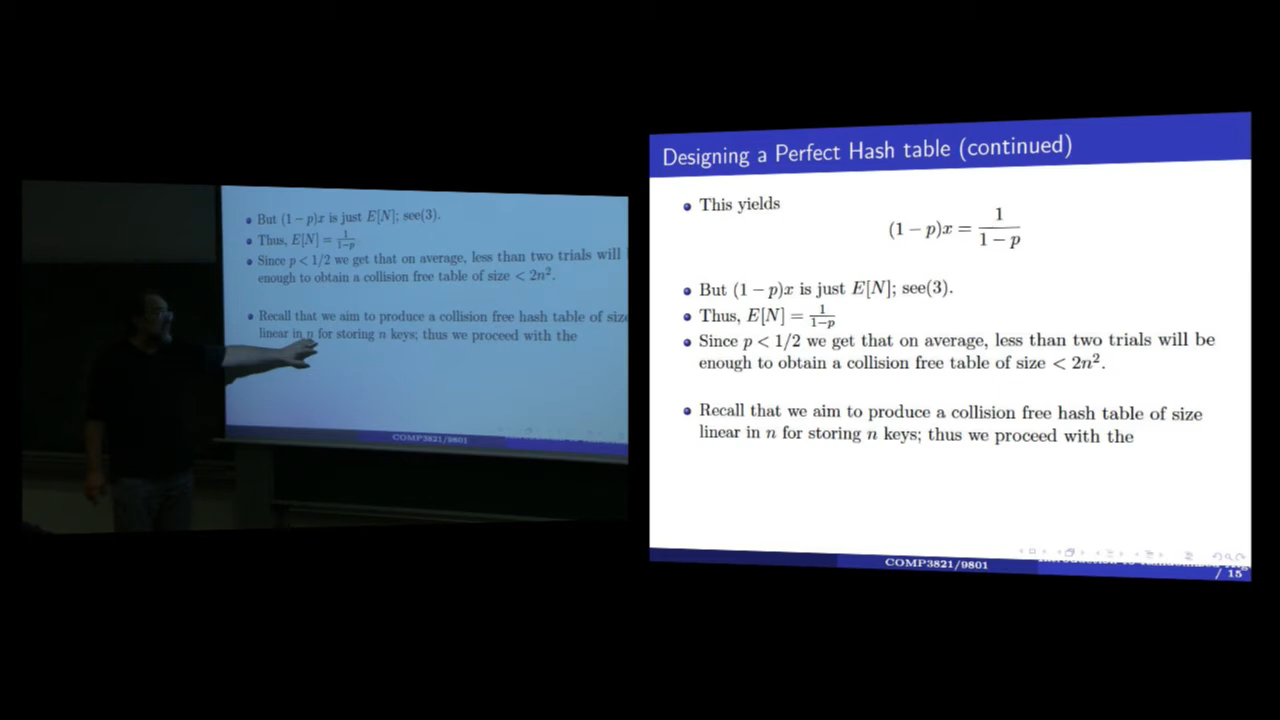 But (1 − p)x is just E[N]; see(3).
Thus, E[N] = 1/(1−p)
Since p < 1/2 we get that on average, less than two trials will
enough to obtain a collision free table of size < 2n².
Recall that we aim to produce a collision free hash table of size
linear in n for storing n keys; thus we proceed with the
COMP3821/9801
Designing a Perfect Hash table (continued)
This yields
(1 − p)x = 1/(1 − p)
But (1 − p)x is just E[N]; see(3).
Thus, E[N] = 1/(1−p)
Since p < 1/2 we get that on average, less than two trials will be
enough to obtain a collision free table of size < 2n².
Recall that we aim to produce a collision free hash table of size
linear in n for storing n keys; thus we proceed with the
COMP3821/9801
/ 15